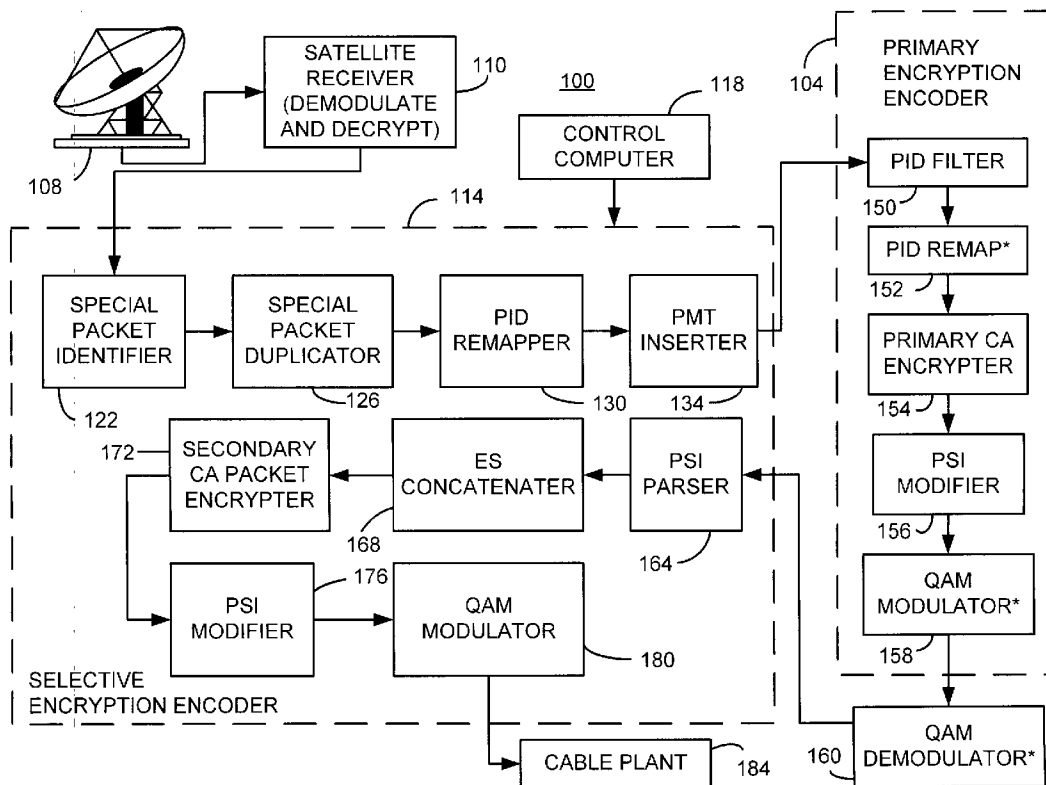 108
SATELLITE
RECEIVER
(DEMODULATE
AND DECRYPT)
110
100
118
CONTROL
COMPUTER
104
PRIMARY
ENCRYPTION
ENCODER
PID FILTER
150
PID REMAP*
152
PRIMARY CA
ENCRYPTER
154
PSI
MODIFIER
156
QAM
MODULATOR*
158
QAM
DEMODULATOR*
160
114
SPECIAL
PACKET
IDENTIFIER
122
SPECIAL
PACKET
DUPLICATOR
126
PID
REMAPPER
130
PMT
INSERTER
134
172
SECONDARY
CA PACKET
ENCRYPTER
ES
CONCATENATER
168
PSI
PARSER
164
PSI
MODIFIER
176
QAM
MODULATOR
180
SELECTIVE
ENCRYPTION ENCODER
CABLE PLANT
184